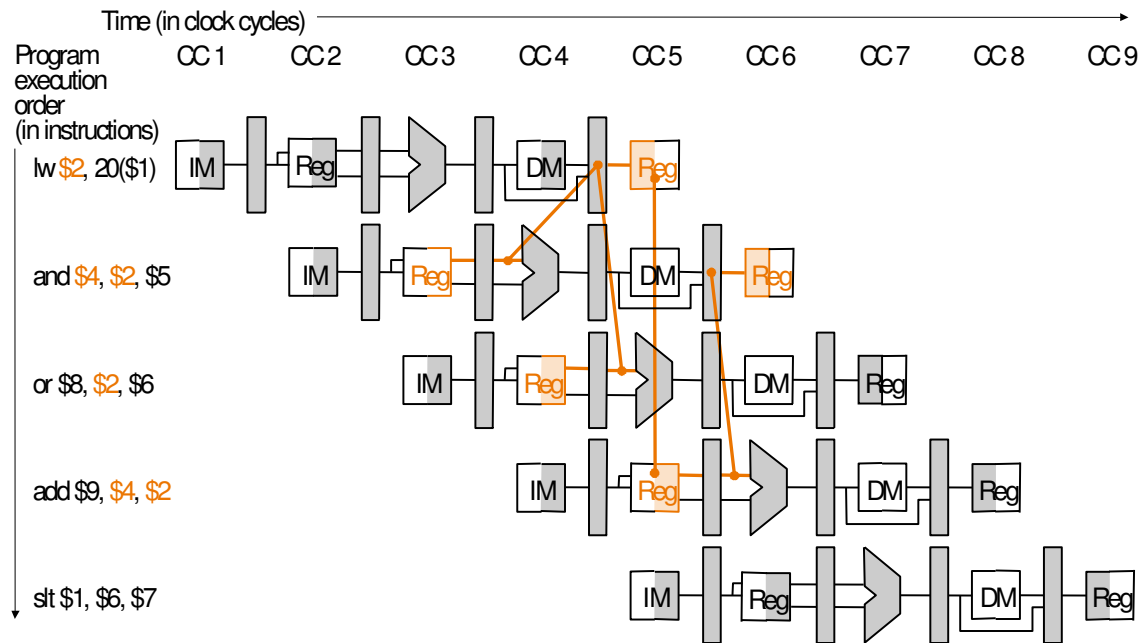 Time (in clock cycles)
Program
execution
order
(in instructions)
CC 1 CC 2 CC 3 CC 4 CC 5 CC 6 CC 7 CC 8 CC 9
lw $2, 20($1)
IM Reg DM Reg
and $4, $2, $5
IM Reg DM Reg
or $8, $2, $6
IM Reg DM Reg
add $9, $4, $2
IM Reg DM Reg
slt $1, $6, $7
IM Reg DM Reg